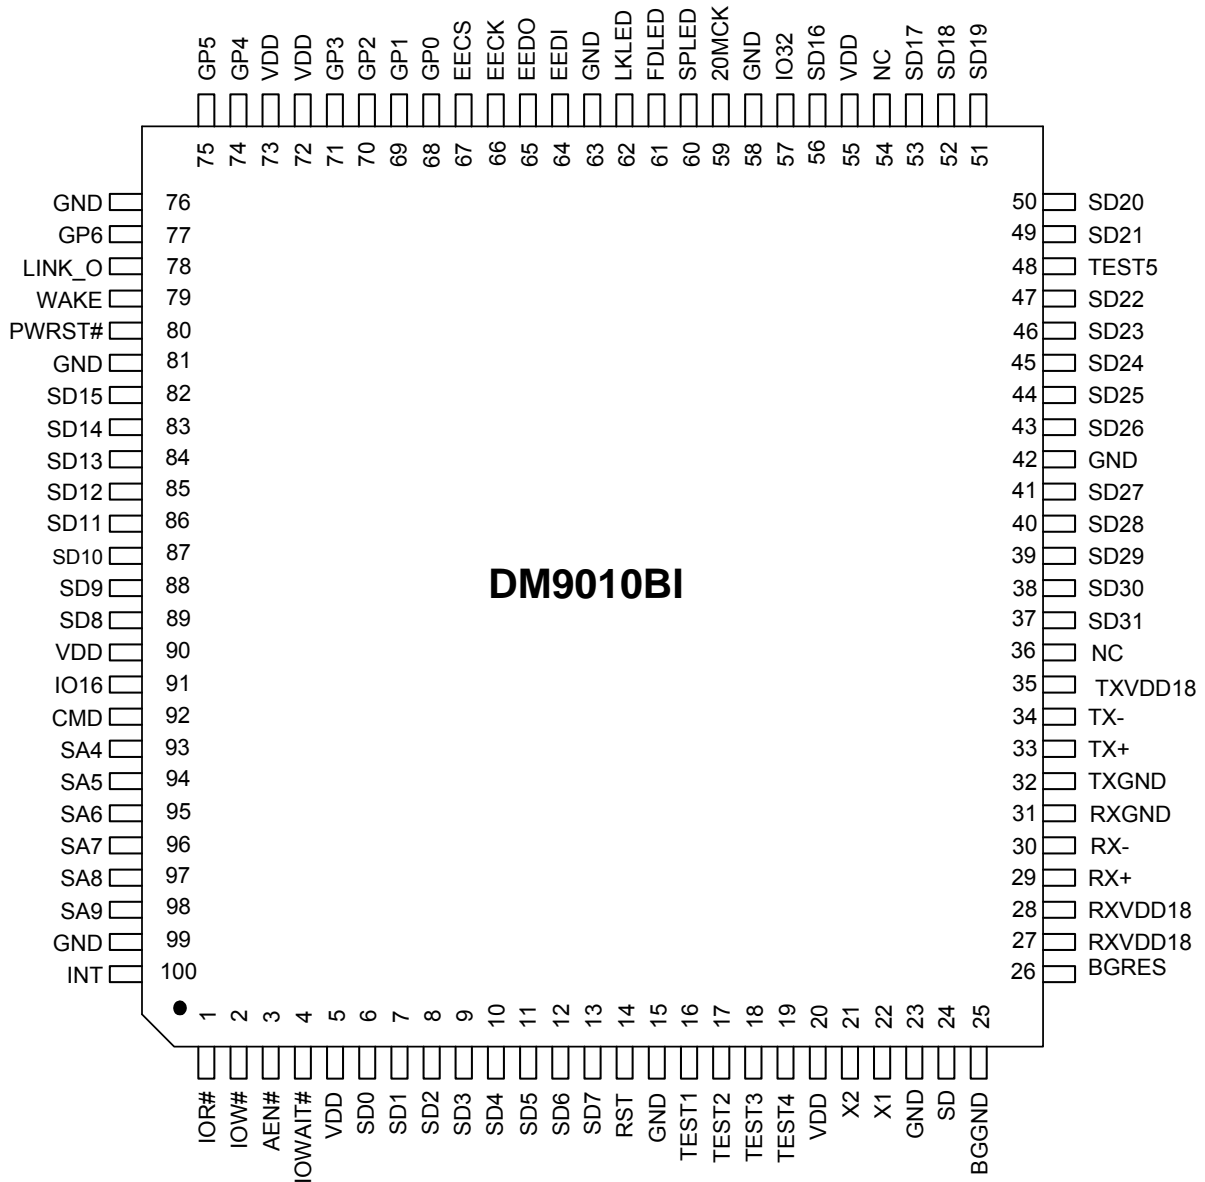 GP5 GP4 VDD VDD GP3 GP2 GP1 GP0 EECS EECK EEDO EEDI GND LKLED FDLED SPLED 20MCK GND IO32 SD16 VDD NC SD17 SD18 SD19
75 74 73 72 71 70 69 68 67 66 65 64 63 62 61 60 59 58 57 56 55 54 53 52 51
GND 76 50 SD20
GP6 77 49 SD21
LINK_O 78 48 TEST5
WAKE 79 47 SD22
PWRST# 80 46 SD23
GND 81 45 SD24
SD15 82 44 SD25
SD14 83 43 SD26
SD13 84 42 GND
SD12 85 41 SD27
SD11 86 40 SD28
SD10 87 39 SD29
DM9010BI
SD9 88 38 SD30
SD8 89 37 SD31
VDD 90 36 NC
IO16 91 35 TXVDD18
CMD 92 34 TX-
SA4 93 33 TX+
SA5 94 32 TXGND
SA6 95 31 RXGND
SA7 96 30 RX-
SA8 97 29 RX+
SA9 98 28 RXVDD18
GND 99 27 RXVDD18
INT 100 26 BGRES
1 2 3 4 5 6 7 8 9 10 11 12 13 14 15 16 17 18 19 20 21 22 23 24 25
IOR# IOW# AEN# IOWAIT# VDD SD0 SD1 SD2 SD3 SD4 SD5 SD6 SD7 RST GND TEST1 TEST2 TEST3 TEST4 VDD X2 X1 GND SD BGGND